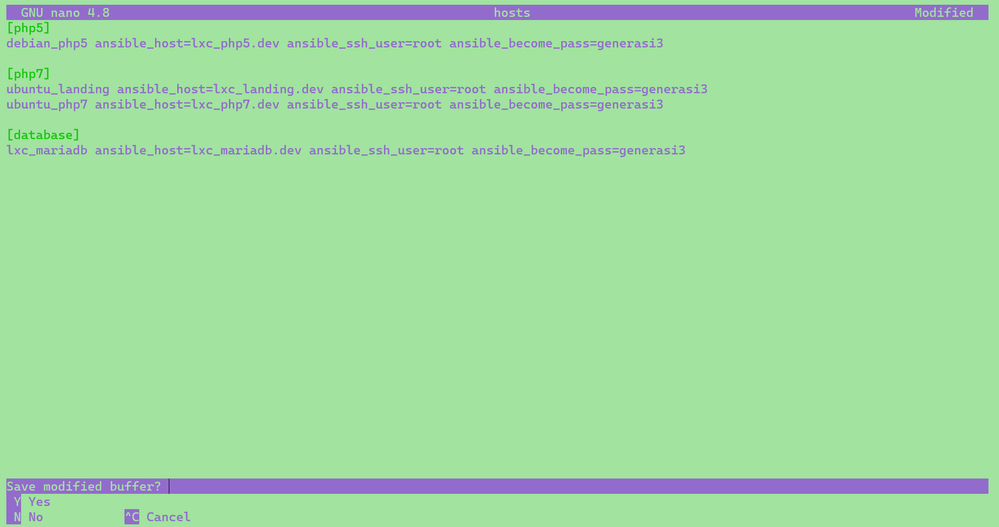 GNU nano 4.8 hosts Modified
[php5]
debian_php5 ansible_host=lxc_php5.dev ansible_ssh_user=root ansible_become_pass=generasi3
[php7]
ubuntu_landing ansible_host=lxc_landing.dev ansible_ssh_user=root ansible_become_pass=generasi3
ubuntu_php7 ansible_host=lxc_php7.dev ansible_ssh_user=root ansible_become_pass=generasi3
[database]
lxc_mariadb ansible_host=lxc_mariadb.dev ansible_ssh_user=root ansible_become_pass=generasi3
Save modified buffer?
Y Yes
N No ^C Cancel